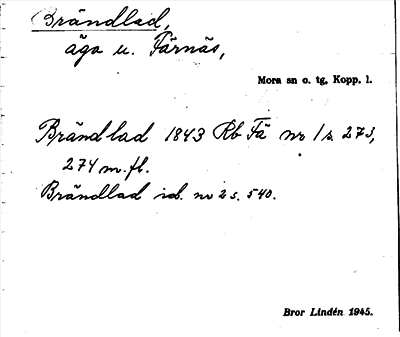 Brändlad,
äga u. Färnäs,
Mora sn o. tg, Kopp. l.
Brändlad 1843 Rb Fä nr 1 s. 273,
274 m.fl.
Brändlad ib. nr 2 s. 540.
Bror Lindén 1945.